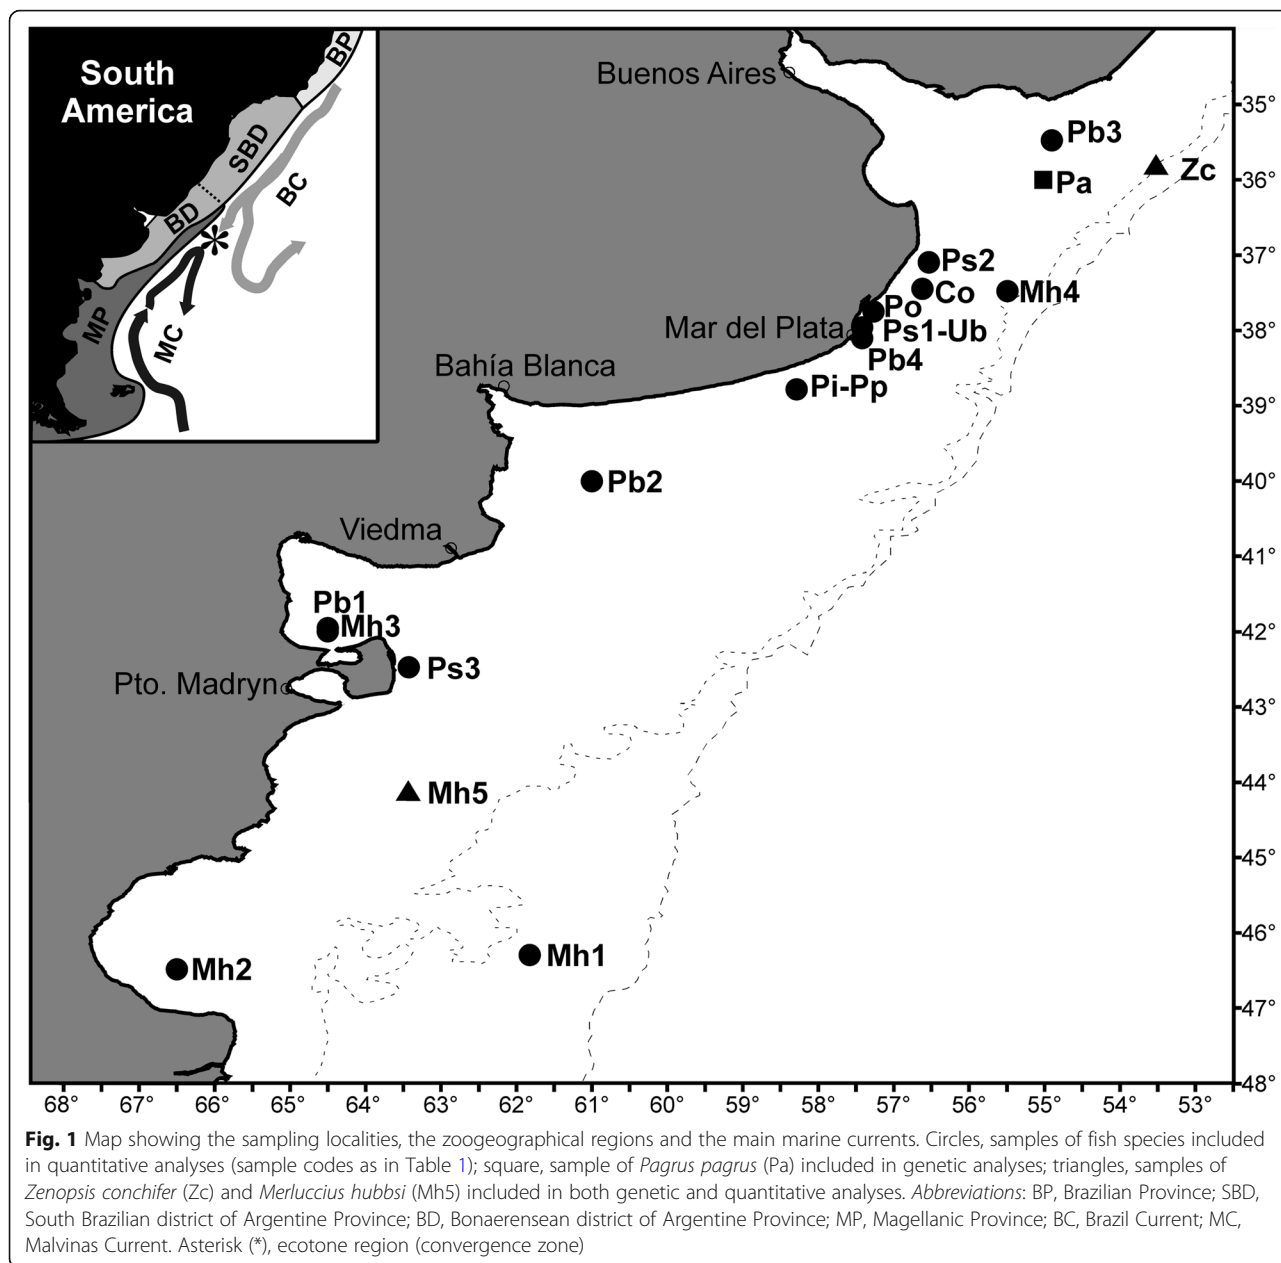 South
America
BP
SBD
BC
BD
MP
MC
Buenos Aires
35°
Pb3
Zc
36°
Pa
37°
Ps2
Co
Mh4
Po
Mar del Plata
Ps1-Ub
38°
Pb4
Bahía Blanca
Pi-Pp
39°
Pb2
40°
Viedma
41°
Pb1
Mh3
42°
Ps3
Pto. Madryn
43°
Mh5
44°
45°
46°
Mh1
Mh2
47°
48°
68° 67° 66° 65° 64° 63° 62° 61° 60° 59° 58° 57° 56° 55° 54° 53°
Fig. 1 Map showing the sampling localities, the zoogeographical regions and the main marine currents. Circles, samples of fish species included
in quantitative analyses (sample codes as in Table 1); square, sample of Pagrus pagrus (Pa) included in genetic analyses; triangles, samples of
Zenopsis conchifer (Zc) and Merluccius hubbsi (Mh5) included in both genetic and quantitative analyses. Abbreviations: BP, Brazilian Province; SBD,
South Brazilian district of Argentine Province; BD, Bonaerensean district of Argentine Province; MP, Magellanic Province; BC, Brazil Current; MC,
Malvinas Current. Asterisk (*), ecotone region (convergence zone)